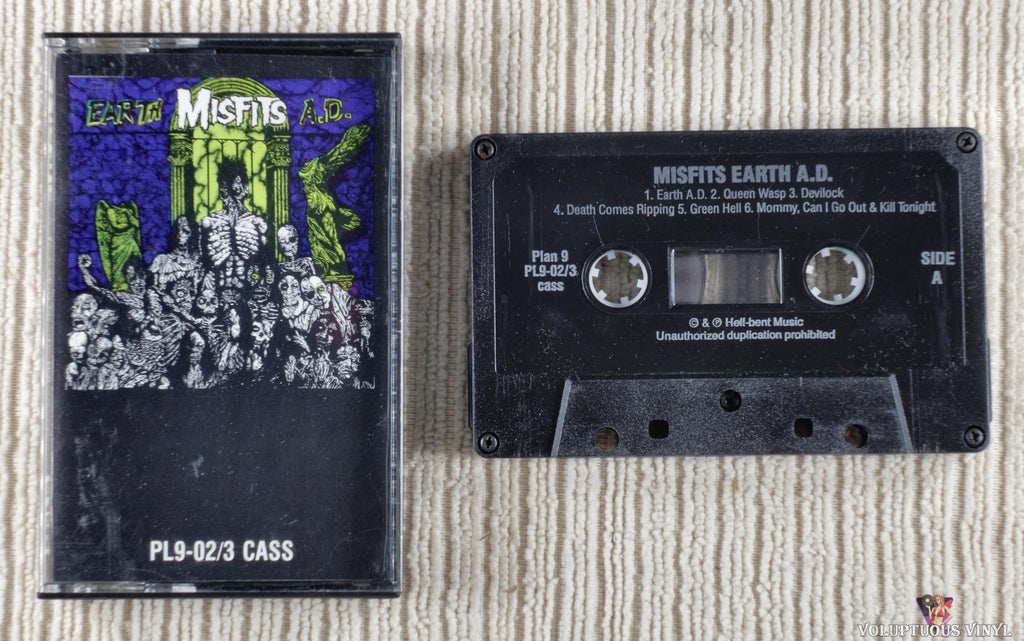 EARTH MISFITS A.D.
PL9-02/3 CASS
MISFITS EARTH A.D.
1. Earth A.D. 2. Queen Wasp 3. Devilock
4. Death Comes Ripping 5. Green Hell 6. Mommy, Can I Go Out & Kill Tonight
Plan 9
PL9-02/3
cass
SIDE
A
© & ℗ Hell-bent Music
Unauthorized duplication prohibited
VOLUPTUOUS VINYL